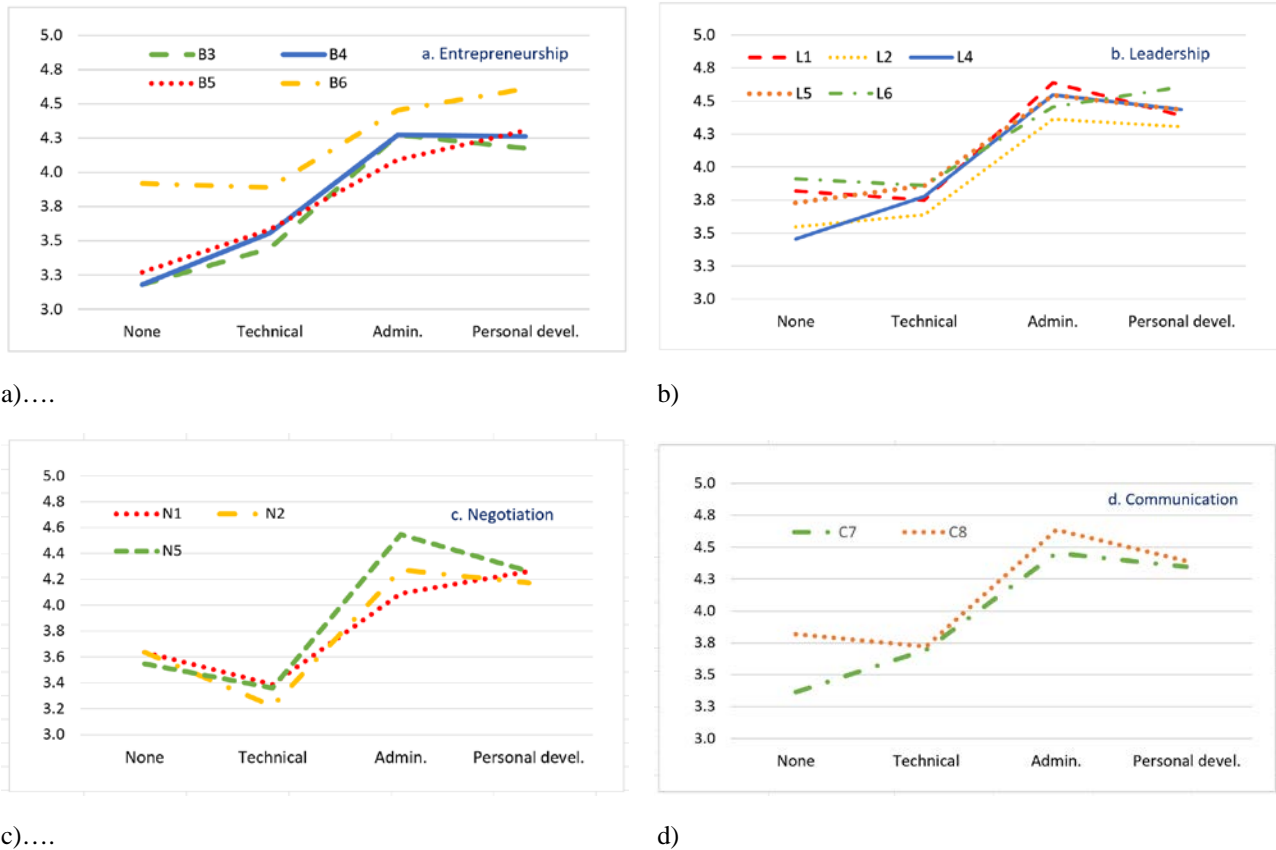 a. Entrepreneurship
B3 B4
B5 B6
5.0
4.8
4.5
4.3
4.0
3.8
3.5
3.3
3.0
None Technical Admin. Personal devel.
b. Leadership
L1 L2 L4
L5 L6
5.0
4.8
4.5
4.3
4.0
3.8
3.5
3.3
3.0
None Technical Admin. Personal devel.
a)….
b)
c. Negotiation
N1 N2
N5
5.0
4.8
4.6
4.4
4.2
4.0
3.8
3.6
3.4
3.2
3.0
None Technical Admin. Personal devel.
d. Communication
C7 C8
5.0
4.8
4.5
4.3
4.0
3.8
3.5
3.3
3.0
None Technical Admin. Personal devel.
c)….
d)